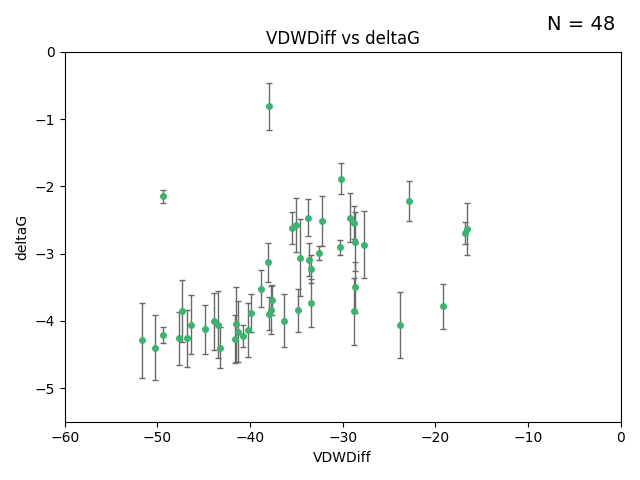 N = 48
VDWDiff vs deltaG
deltaG
0
−1
−2
−3
−4
−5
−60 −50 −40 −30 −20 −10 0
VDWDiff